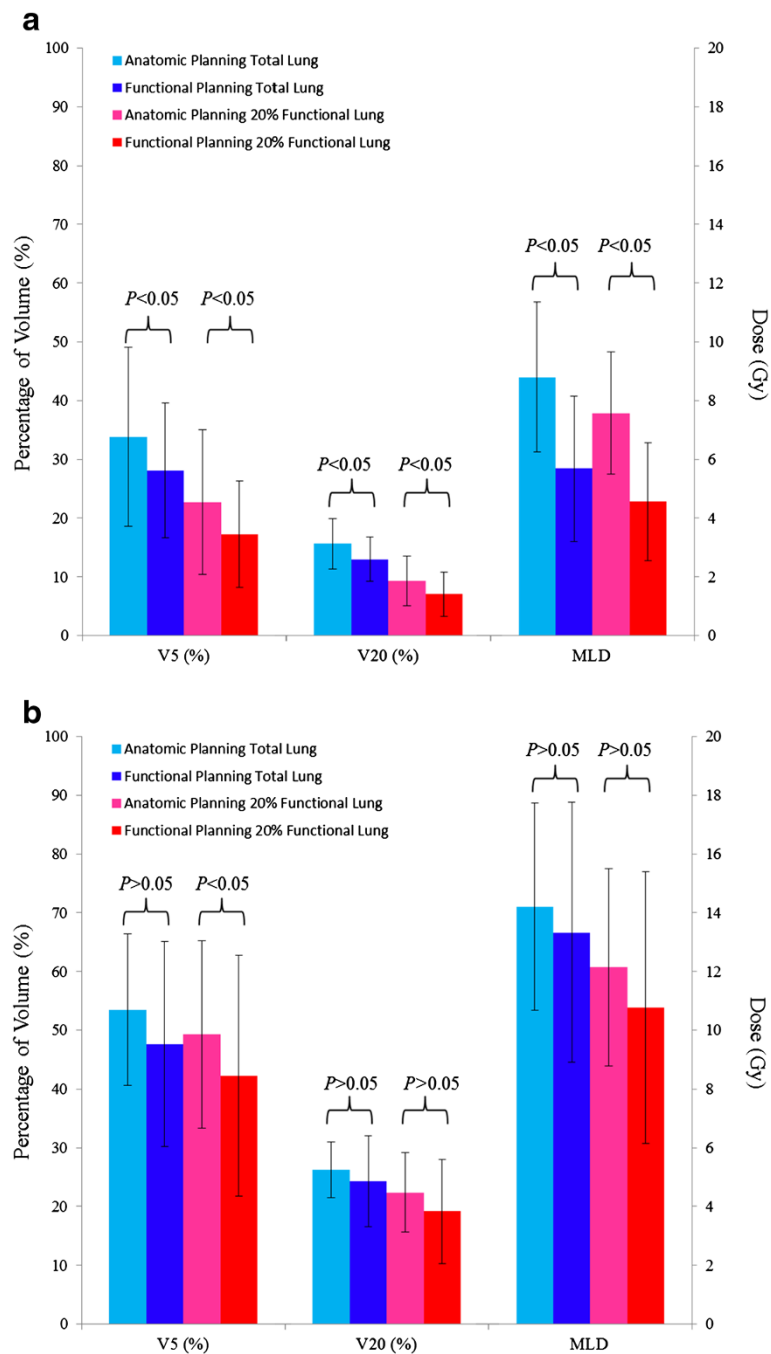 a
100
90
80
70
60
50
40
30
20
10
0
Percentage of Volume (%)
Anatomic Planning Total Lung
Functional Planning Total Lung
Anatomic Planning 20% Functional Lung
Functional Planning 20% Functional Lung
P<0.05
P<0.05
P<0.05
P<0.05
P<0.05
P<0.05
20
18
16
14
12
10
8
6
4
2
0
Dose (Gy)
V5 (%)
V20 (%)
MLD
b
100
90
80
70
60
50
40
30
20
10
0
Percentage of Volume (%)
Anatomic Planning Total Lung
Functional Planning Total Lung
Anatomic Planning 20% Functional Lung
Functional Planning 20% Functional Lung
P>0.05
P<0.05
P>0.05
P>0.05
P>0.05
P>0.05
20
18
16
14
12
10
8
6
4
2
0
Dose (Gy)
V5 (%)
V20 (%)
MLD